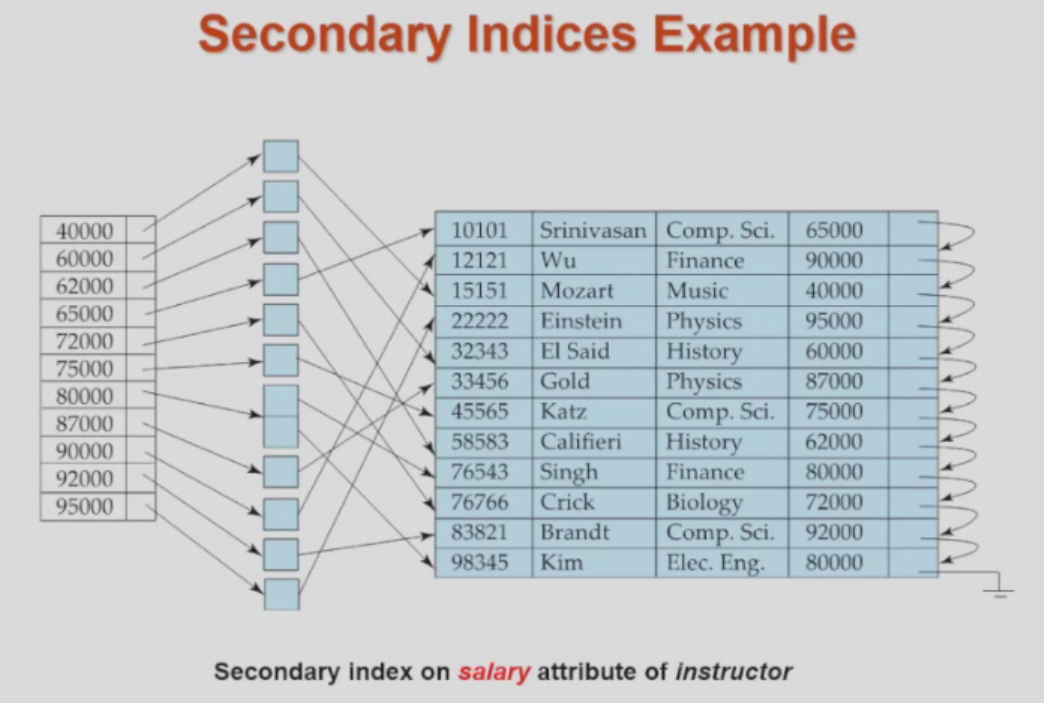 Secondary Indices Example
40000
60000
62000
65000
72000
75000
80000
87000
90000
92000
95000
10101 Srinivasan Comp. Sci. 65000
12121 Wu Finance 90000
15151 Mozart Music 40000
22222 Einstein Physics 95000
32343 El Said History 60000
33456 Gold Physics 87000
45565 Katz Comp. Sci. 75000
58583 Califieri History 62000
76543 Singh Finance 80000
76766 Crick Biology 72000
83821 Brandt Comp. Sci. 92000
98345 Kim Elec. Eng. 80000
Secondary index on salary attribute of instructor